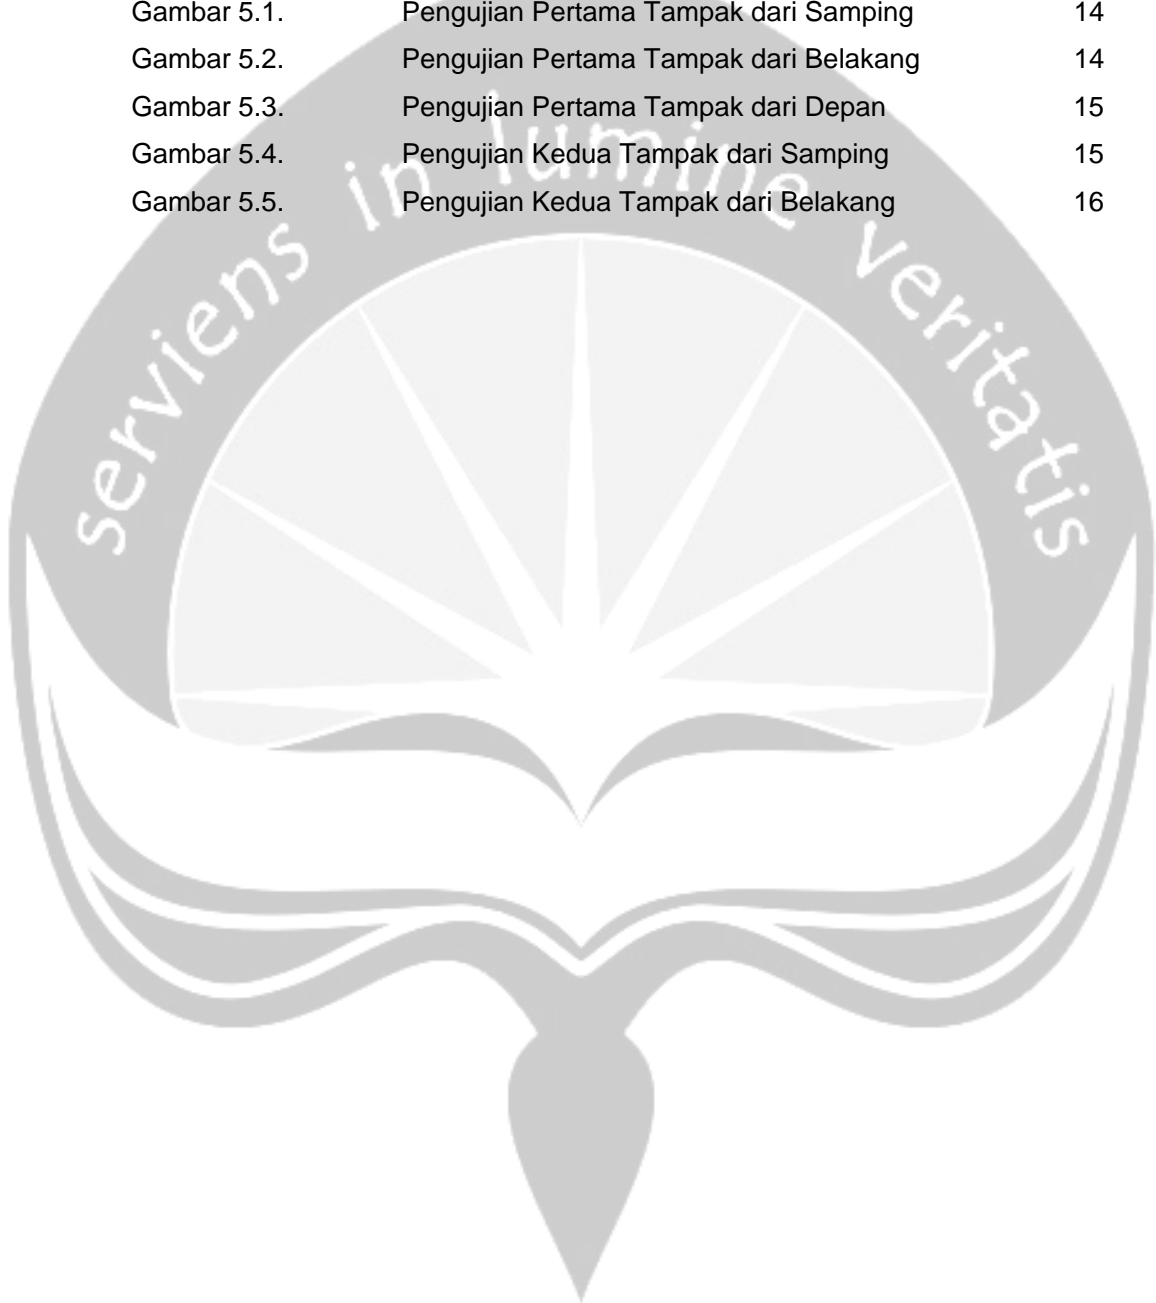 Gambar 5.1. Pengujian Pertama Tampak dari Samping 14
Gambar 5.2. Pengujian Pertama Tampak dari Belakang 14
Gambar 5.3. Pengujian Pertama Tampak dari Depan 15
Gambar 5.4. Pengujian Kedua Tampak dari Samping 15
Gambar 5.5. Pengujian Kedua Tampak dari Belakang 16
serviens in lumine veritatis